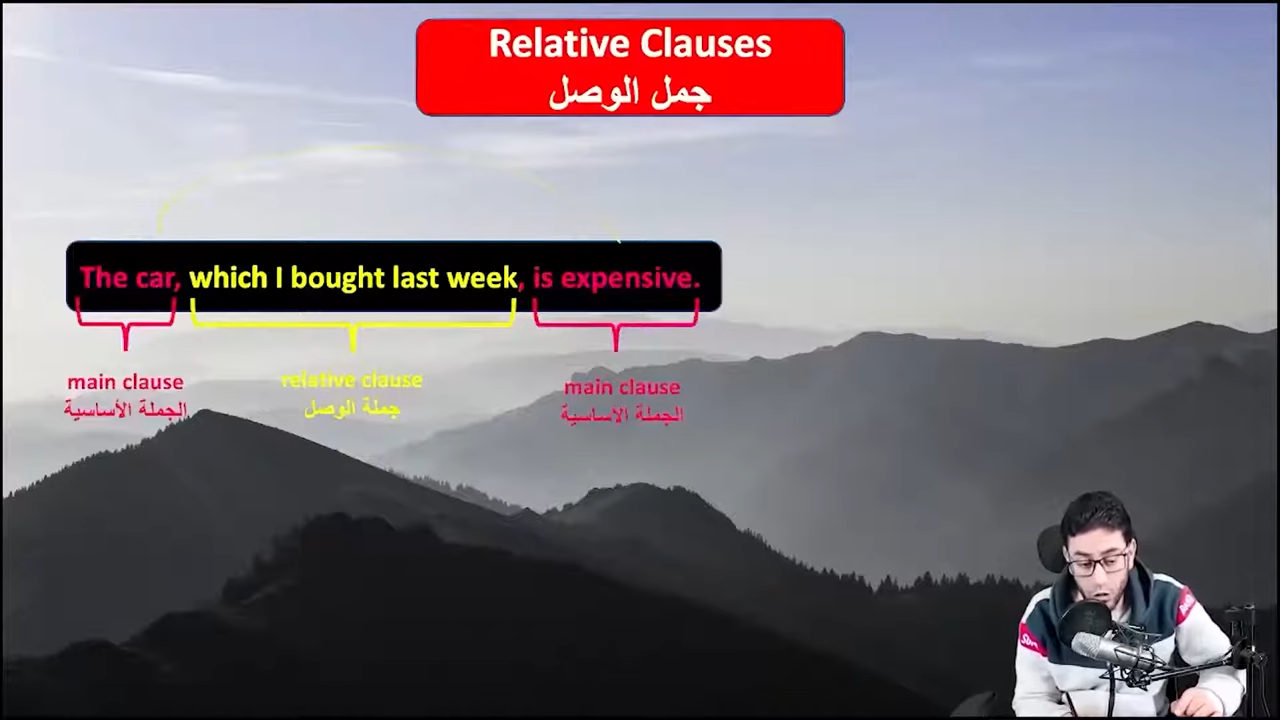 Relative Clauses
جمل الوصل
The car, which I bought last week, is expensive.
main clause
الجملة الأساسية
relative clause
جملة الوصل
main clause
الجملة الاساسية